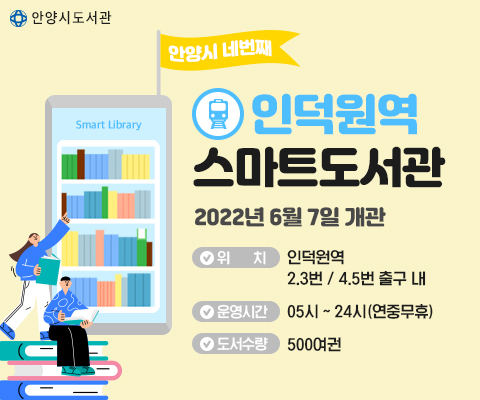 안양시도서관
안양시 네번째
Smart Library
인덕원역
스마트도서관
2022년 6월 7일 개관
위 치 인덕원역
2.3번 / 4.5번 출구 내
운영시간 05시 ~ 24시(연중무휴)
도서수량 500여권